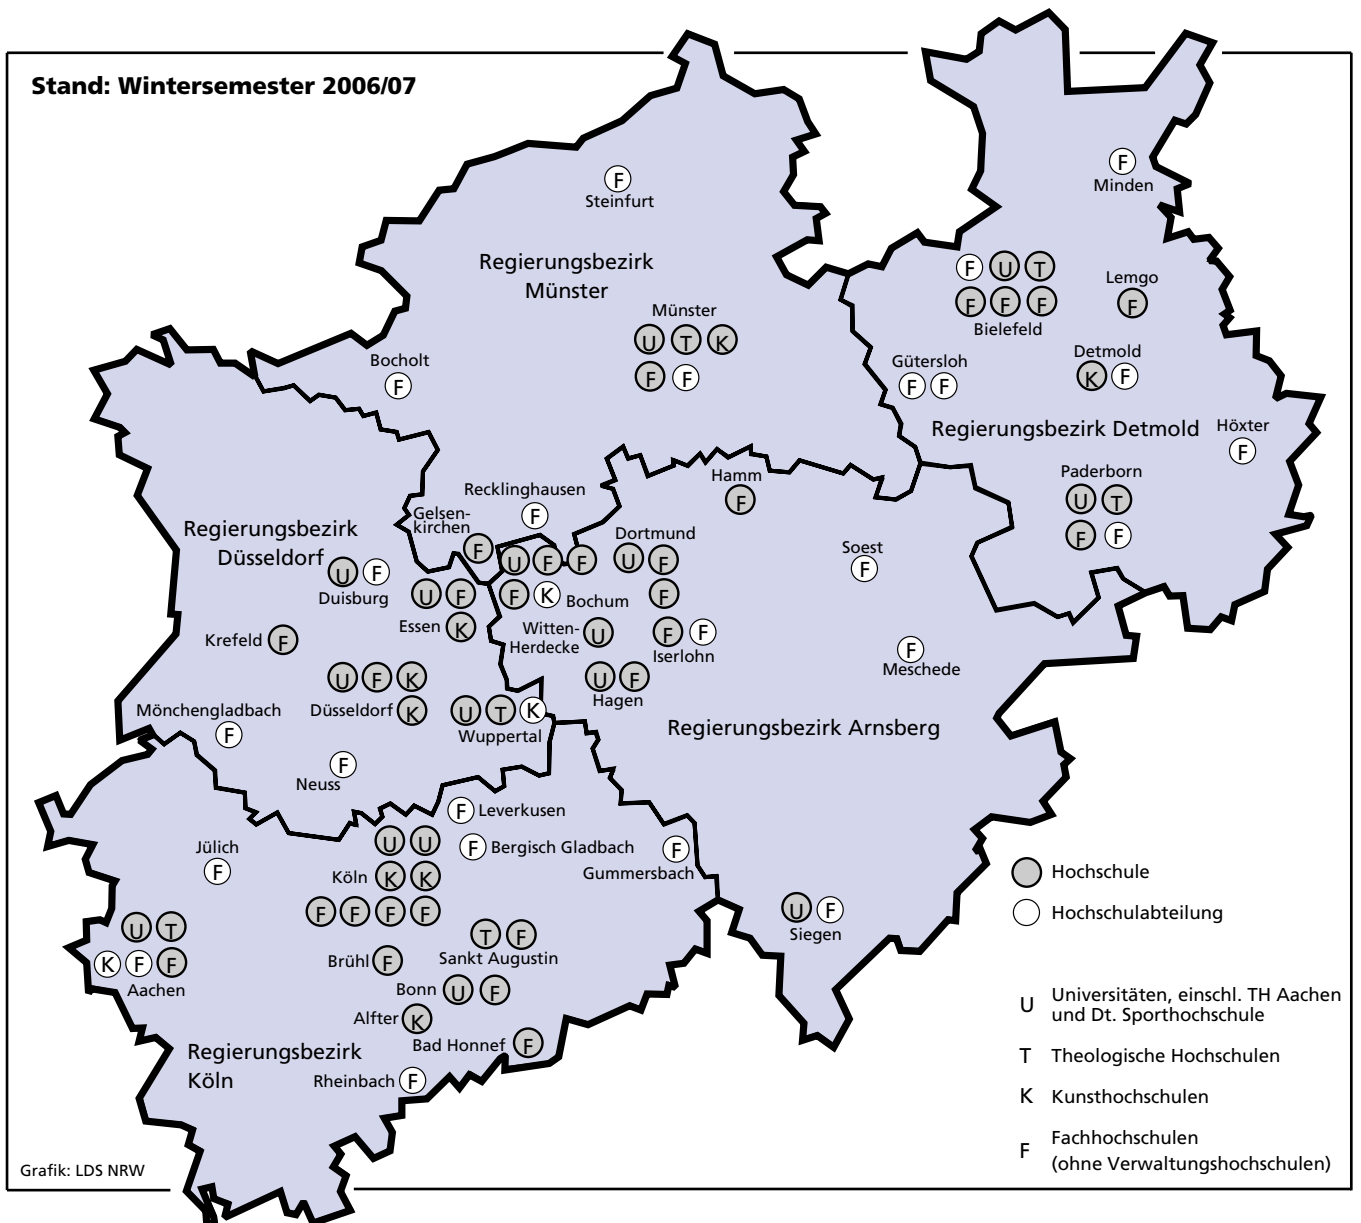 Stand: Wintersemester 2006/07
F
Steinfurt
F
Minden
Regierungsbezirk
Münster
F U T
F F F
Bielefeld
Lemgo
F
Münster
U T K
F F
Bocholt
F
Gütersloh
F F
Detmold
K F
Regierungsbezirk Detmold
Höxter
F
Paderborn
U T
F F
Hamm
F
Recklinghausen
F
Gelsen-
kirchen
F
Regierungsbezirk
Düsseldorf
U F
Duisburg
U F
Essen K
U F F
F K Bochum
Dortmund
U F
F
Soest
F
Krefeld F
Witten-
Herdecke U
F F
Iserlohn
F
Meschede
U F
Hagen
U F K
Düsseldorf K
U T K
Wuppertal
Mönchengladbach
F
Regierungsbezirk Arnsberg
F
Neuss
F Leverkusen
F Bergisch Gladbach
F
Gummersbach
Jülich
F
U U
Köln K K
F F F F
U T
K F F
Aachen
T F
Sankt Augustin
U F
Siegen
Brühl F
Bonn U F
Alfter K
Bad Honnef F
Regierungsbezirk
Köln
Rheinbach F
Hochschule
Hochschulabteilung
U Universitäten, einschl. TH Aachen
und Dt. Sporthochschule
T Theologische Hochschulen
K Kunsthochschulen
F Fachhochschulen
(ohne Verwaltungshochschulen)
Grafik: LDS NRW